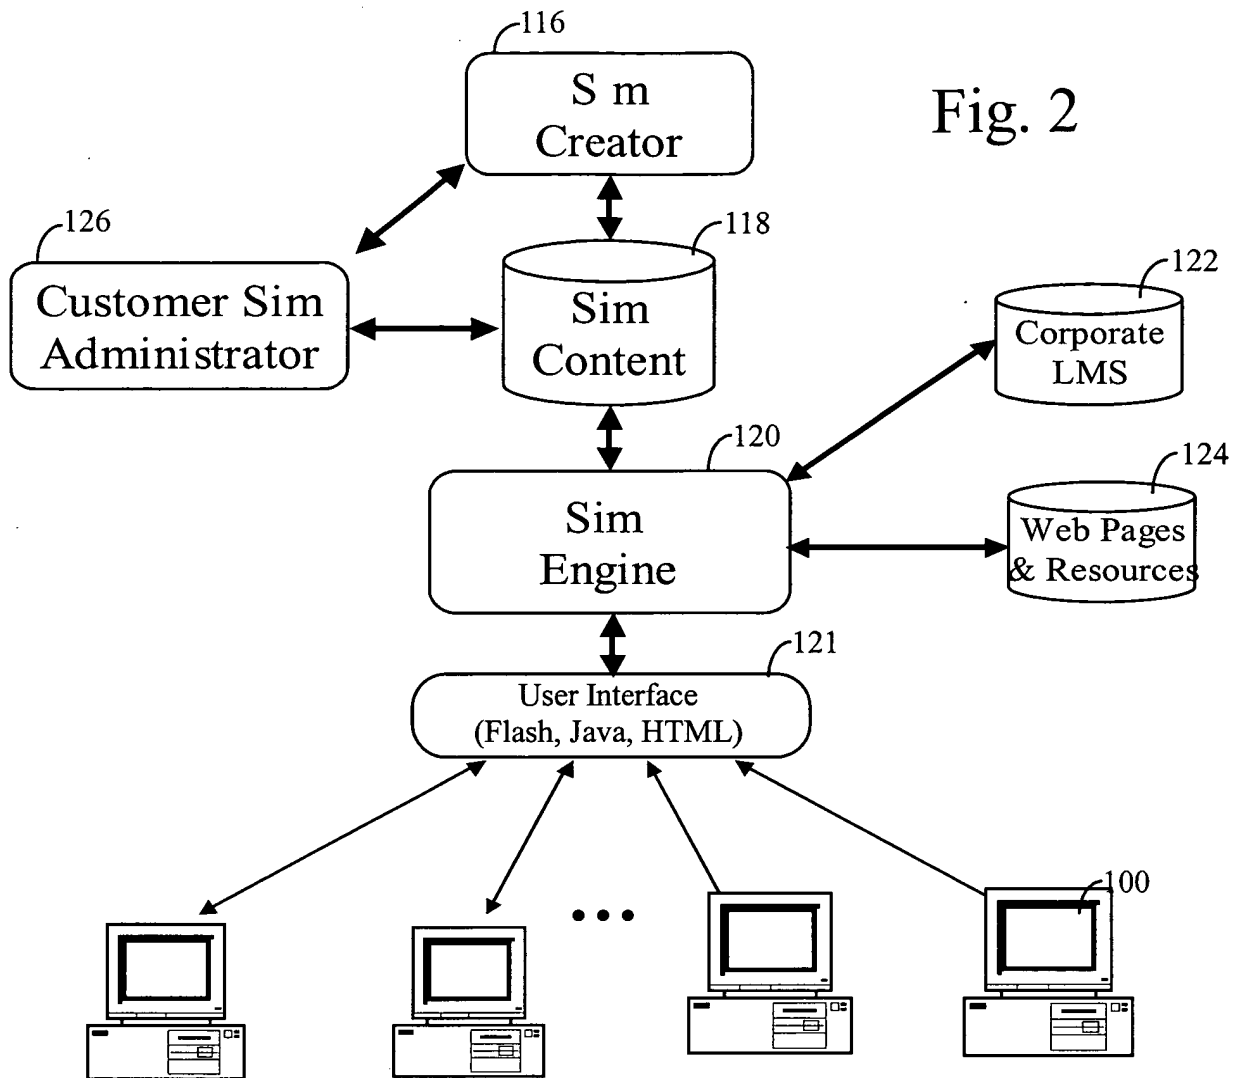 116
S m
Creator
Fig. 2
126
118
Customer Sim
Administrator
Sim
Content
122
Corporate
LMS
120
124
Sim
Engine
Web Pages
& Resources
121
User Interface
(Flash, Java, HTML)
100